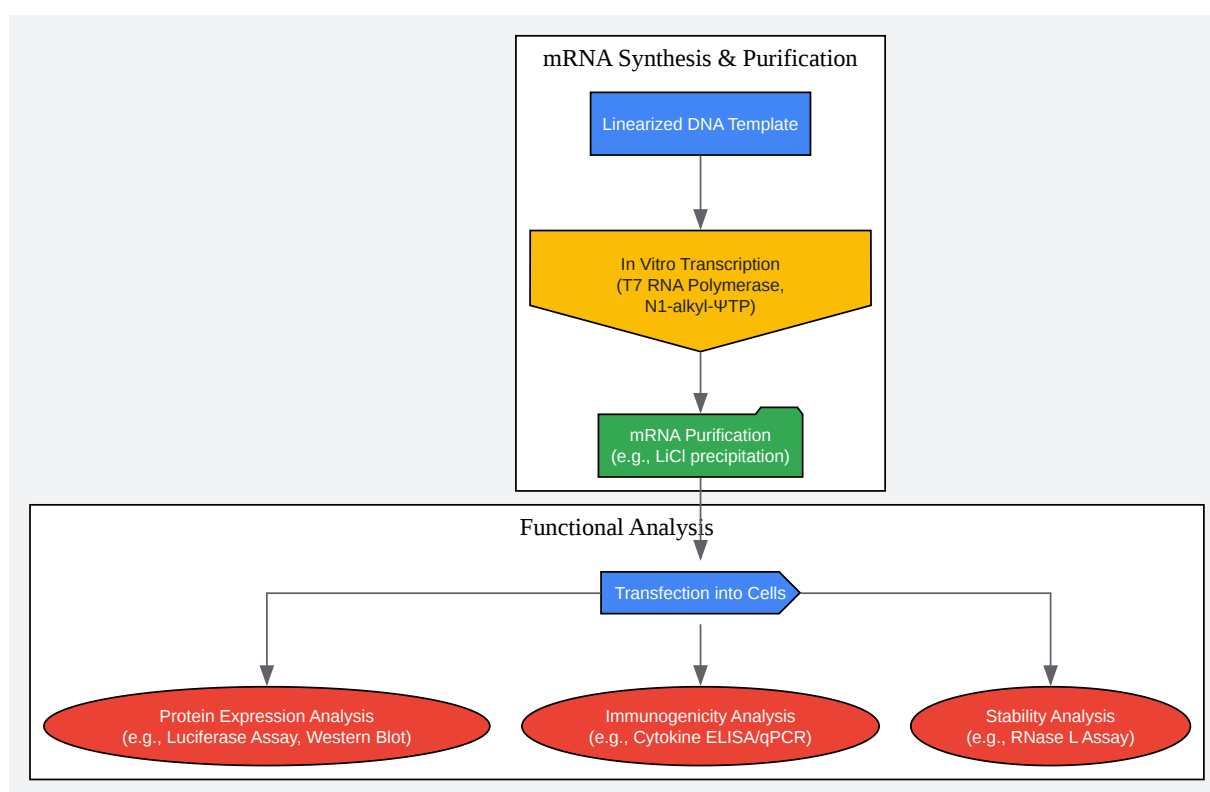 mRNA Synthesis & Purification
Linearized DNA Template
In Vitro Transcription
(T7 RNA Polymerase,
N1-alkyl-ΨTP)
mRNA Purification
(e.g., LiCl precipitation)
Functional Analysis
Transfection into Cells
Protein Expression Analysis
(e.g., Luciferase Assay, Western Blot)
Immunogenicity Analysis
(e.g., Cytokine ELISA/qPCR)
Stability Analysis
(e.g., RNase L Assay)